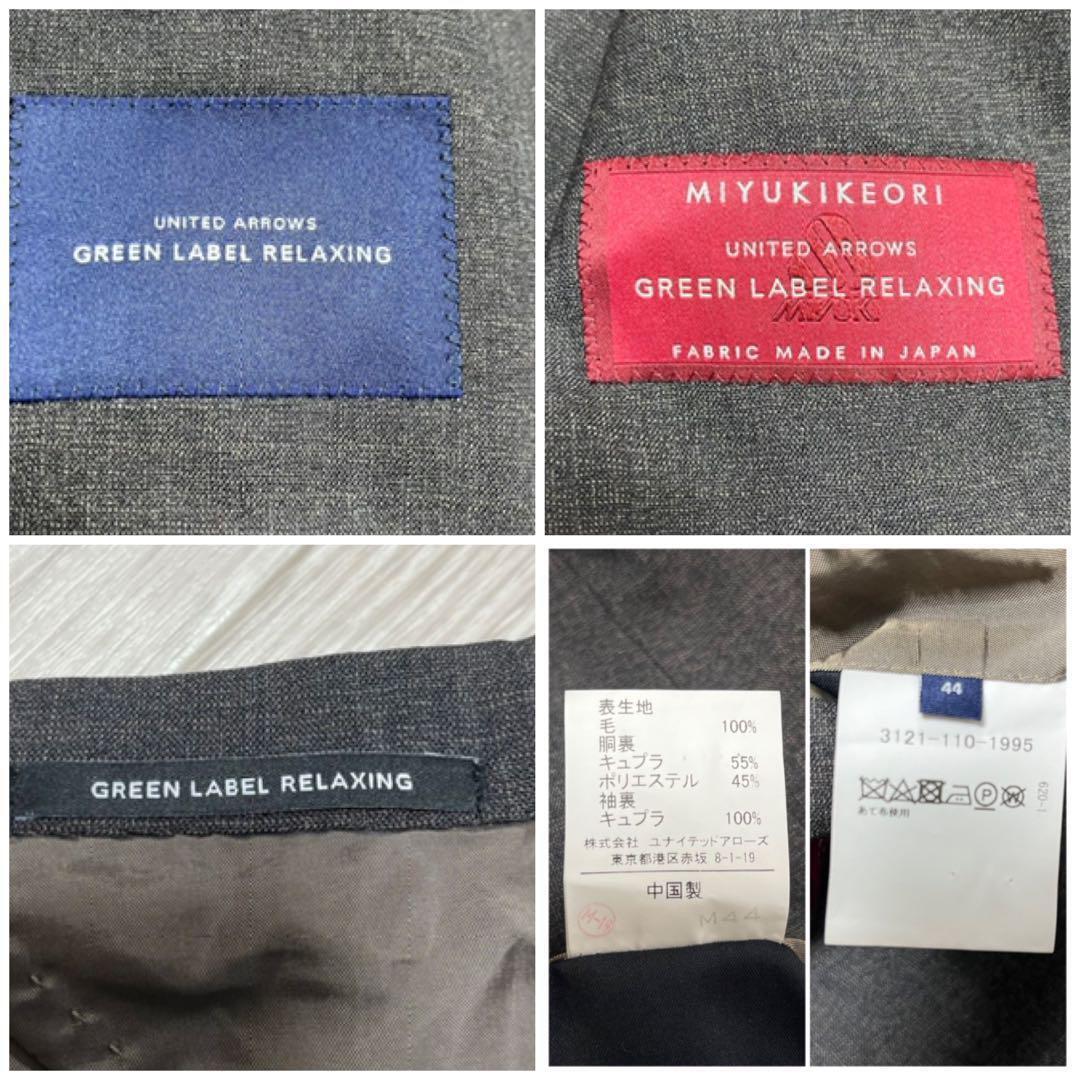 UNITED ARROWS
GREEN LABEL RELAXING
MIYUKIKEORI
UNITED ARROWS
GREEN LABEL RELAXING
MIYUKI
FABRIC MADE IN JAPAN
GREEN LABEL RELAXING
表生地
毛 100%
胴裏
キュプラ 55%
ポリエステル 45%
袖裏
キュプラ 100%
株式会社 ユナイテッドアローズ
東京都港区赤坂 8-1-19
中国製
M44
44
3121-110-1995
あて布使用
620-1